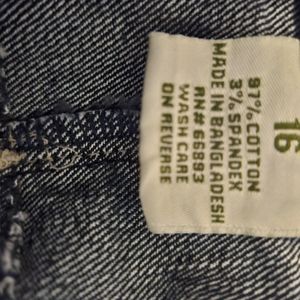 16
97% COTTON
3% SPANDEX
MADE IN BANGLADESH
RN# 66893
WASH CARE
ON REVERSE